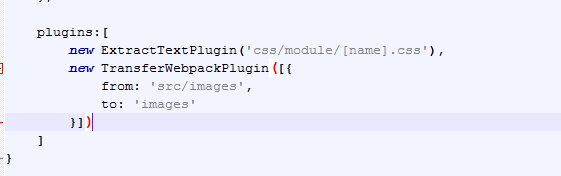 plugins:[
new ExtractTextPlugin('css/module/[name].css'),
new TransferWebpackPlugin([{
from: 'src/images',
to: 'images'
}])
]
}